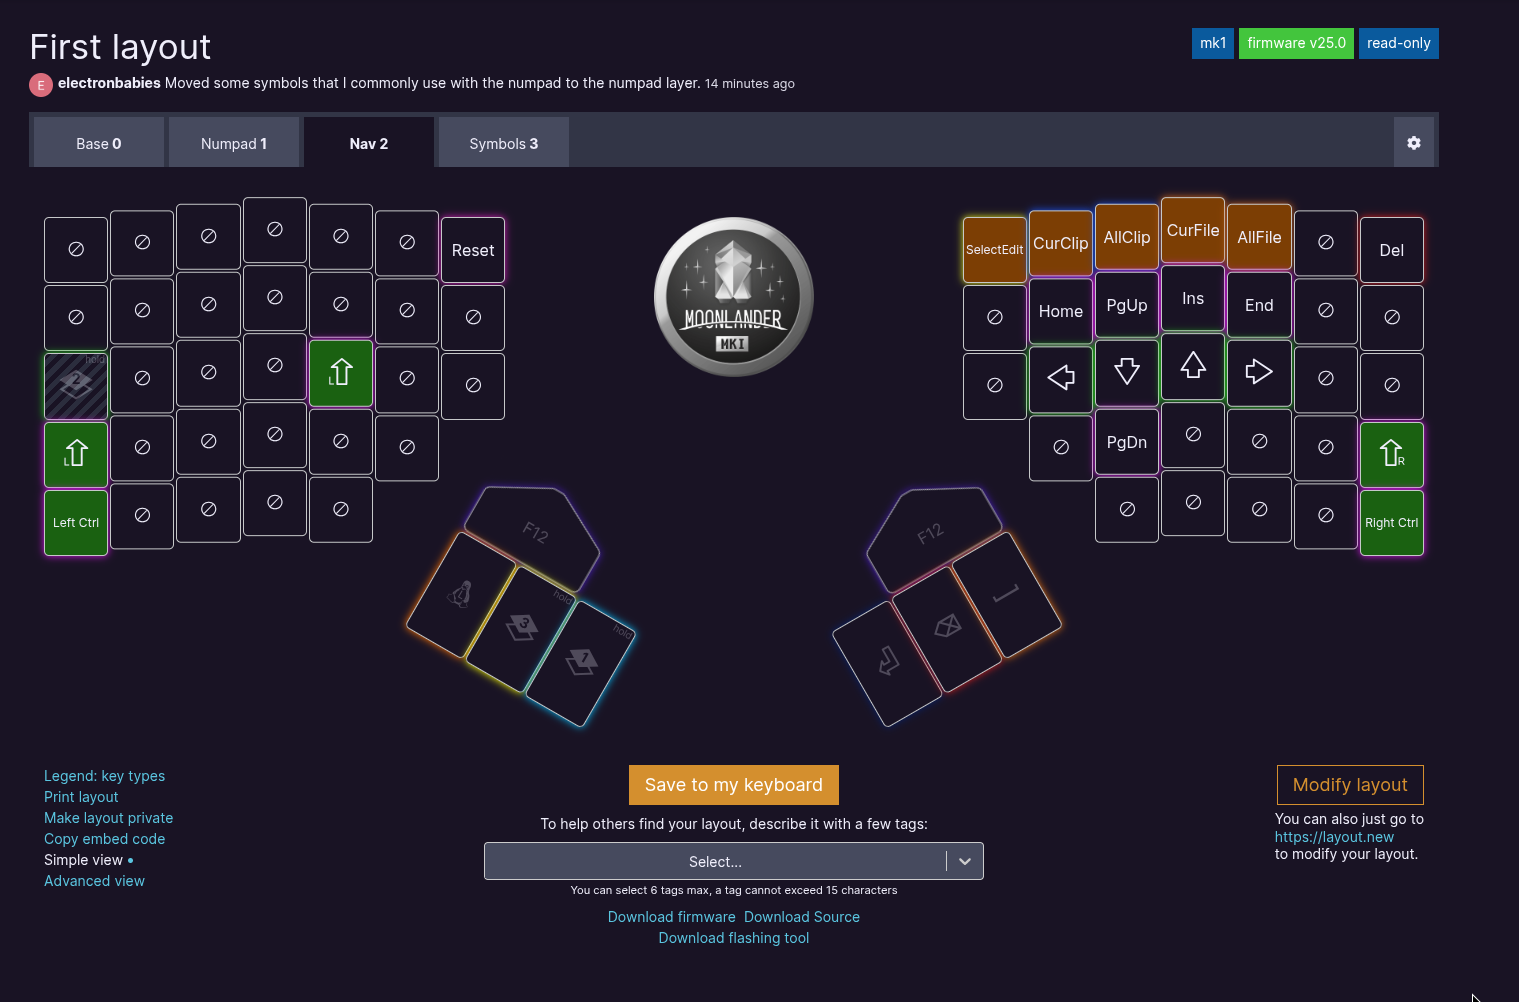 First layout
mk1 firmware v25.0 read-only
E electronbabies Moved some symbols that I commonly use with the numpad to the numpad layer. 14 minutes ago
Base 0 Numpad 1 Nav 2 Symbols 3
Reset SelectEdit CurClip AllClip CurFile AllFile Del
Home PgUp Ins End
hold 2 L
L PgDn R
Left Ctrl Right Ctrl
MOONLANDER
MKI
F12 F12
L hold 3
hold 1
Legend: key types
Print layout
Make layout private
Copy embed code
Simple view •
Advanced view
Save to my keyboard
To help others find your layout, describe it with a few tags:
Select...
You can select 6 tags max, a tag cannot exceed 15 characters
Download firmware Download Source
Download flashing tool
Modify layout
You can also just go to
https://layout.new
to modify your layout.